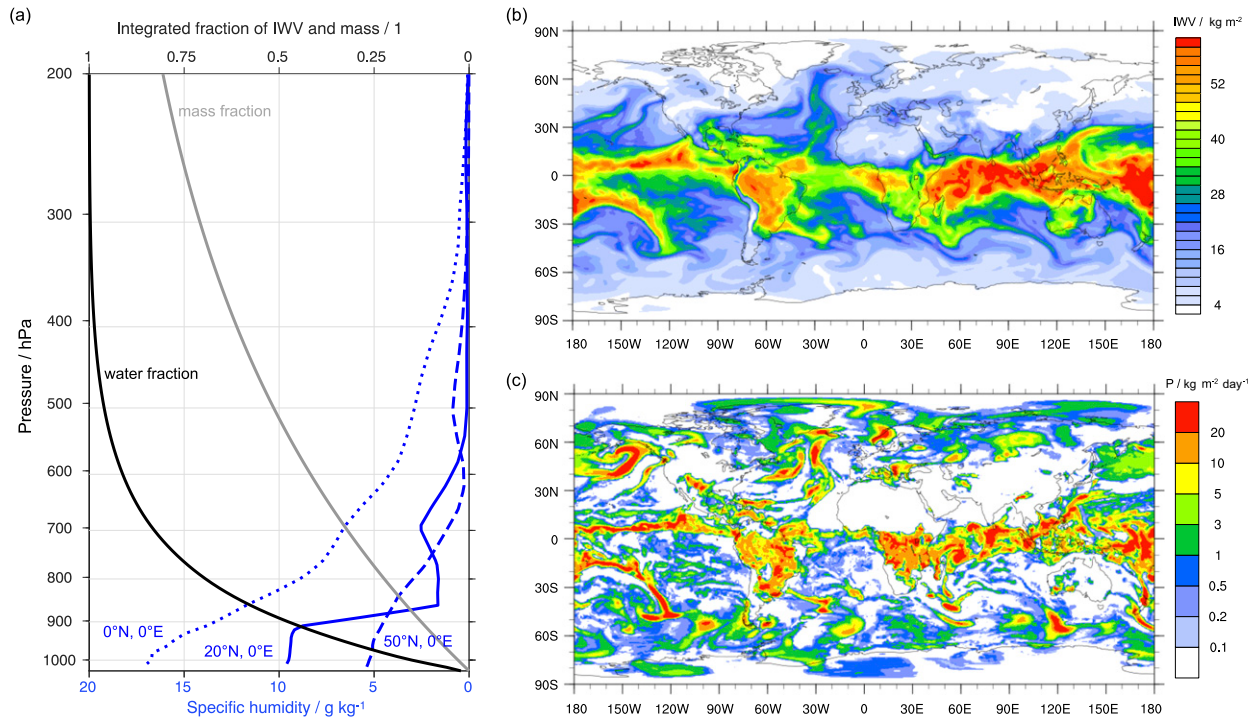 (a)
Integrated fraction of IWV and mass / 1
1 0.75 0.5 0.25 0
200
300
400
500
600
700
800
900
1000
Pressure / hPa
mass fraction
water fraction
0°N, 0°E
20°N, 0°E
50°N, 0°E
20 15 10 5 0
Specific humidity / g kg-1
(b)
90N
60N
30N
0
30S
60S
90S
180 150W 120W 90W 60W 30W 0 30E 60E 90E 120E 150E 180
IWV / kg m-2
52
40
28
16
4
(c)
90N
60N
30N
0
30S
60S
90S
180 150W 120W 90W 60W 30W 0 30E 60E 90E 120E 150E 180
P / kg m-2 day-1
20
10
5
3
1
0.5
0.2
0.1